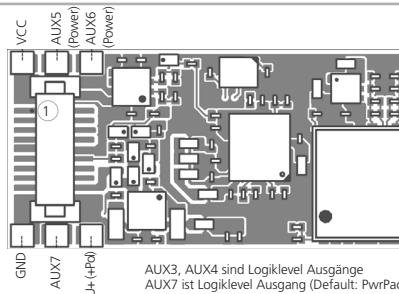 VCC
AUX5
(Power)
AUX6
(Power)
1
GND
AUX7
U+ (+Pol)
AUX3, AUX4 sind Logiklevel Ausgänge
AUX7 ist Logiklevel Ausgang (Default: PwrPac